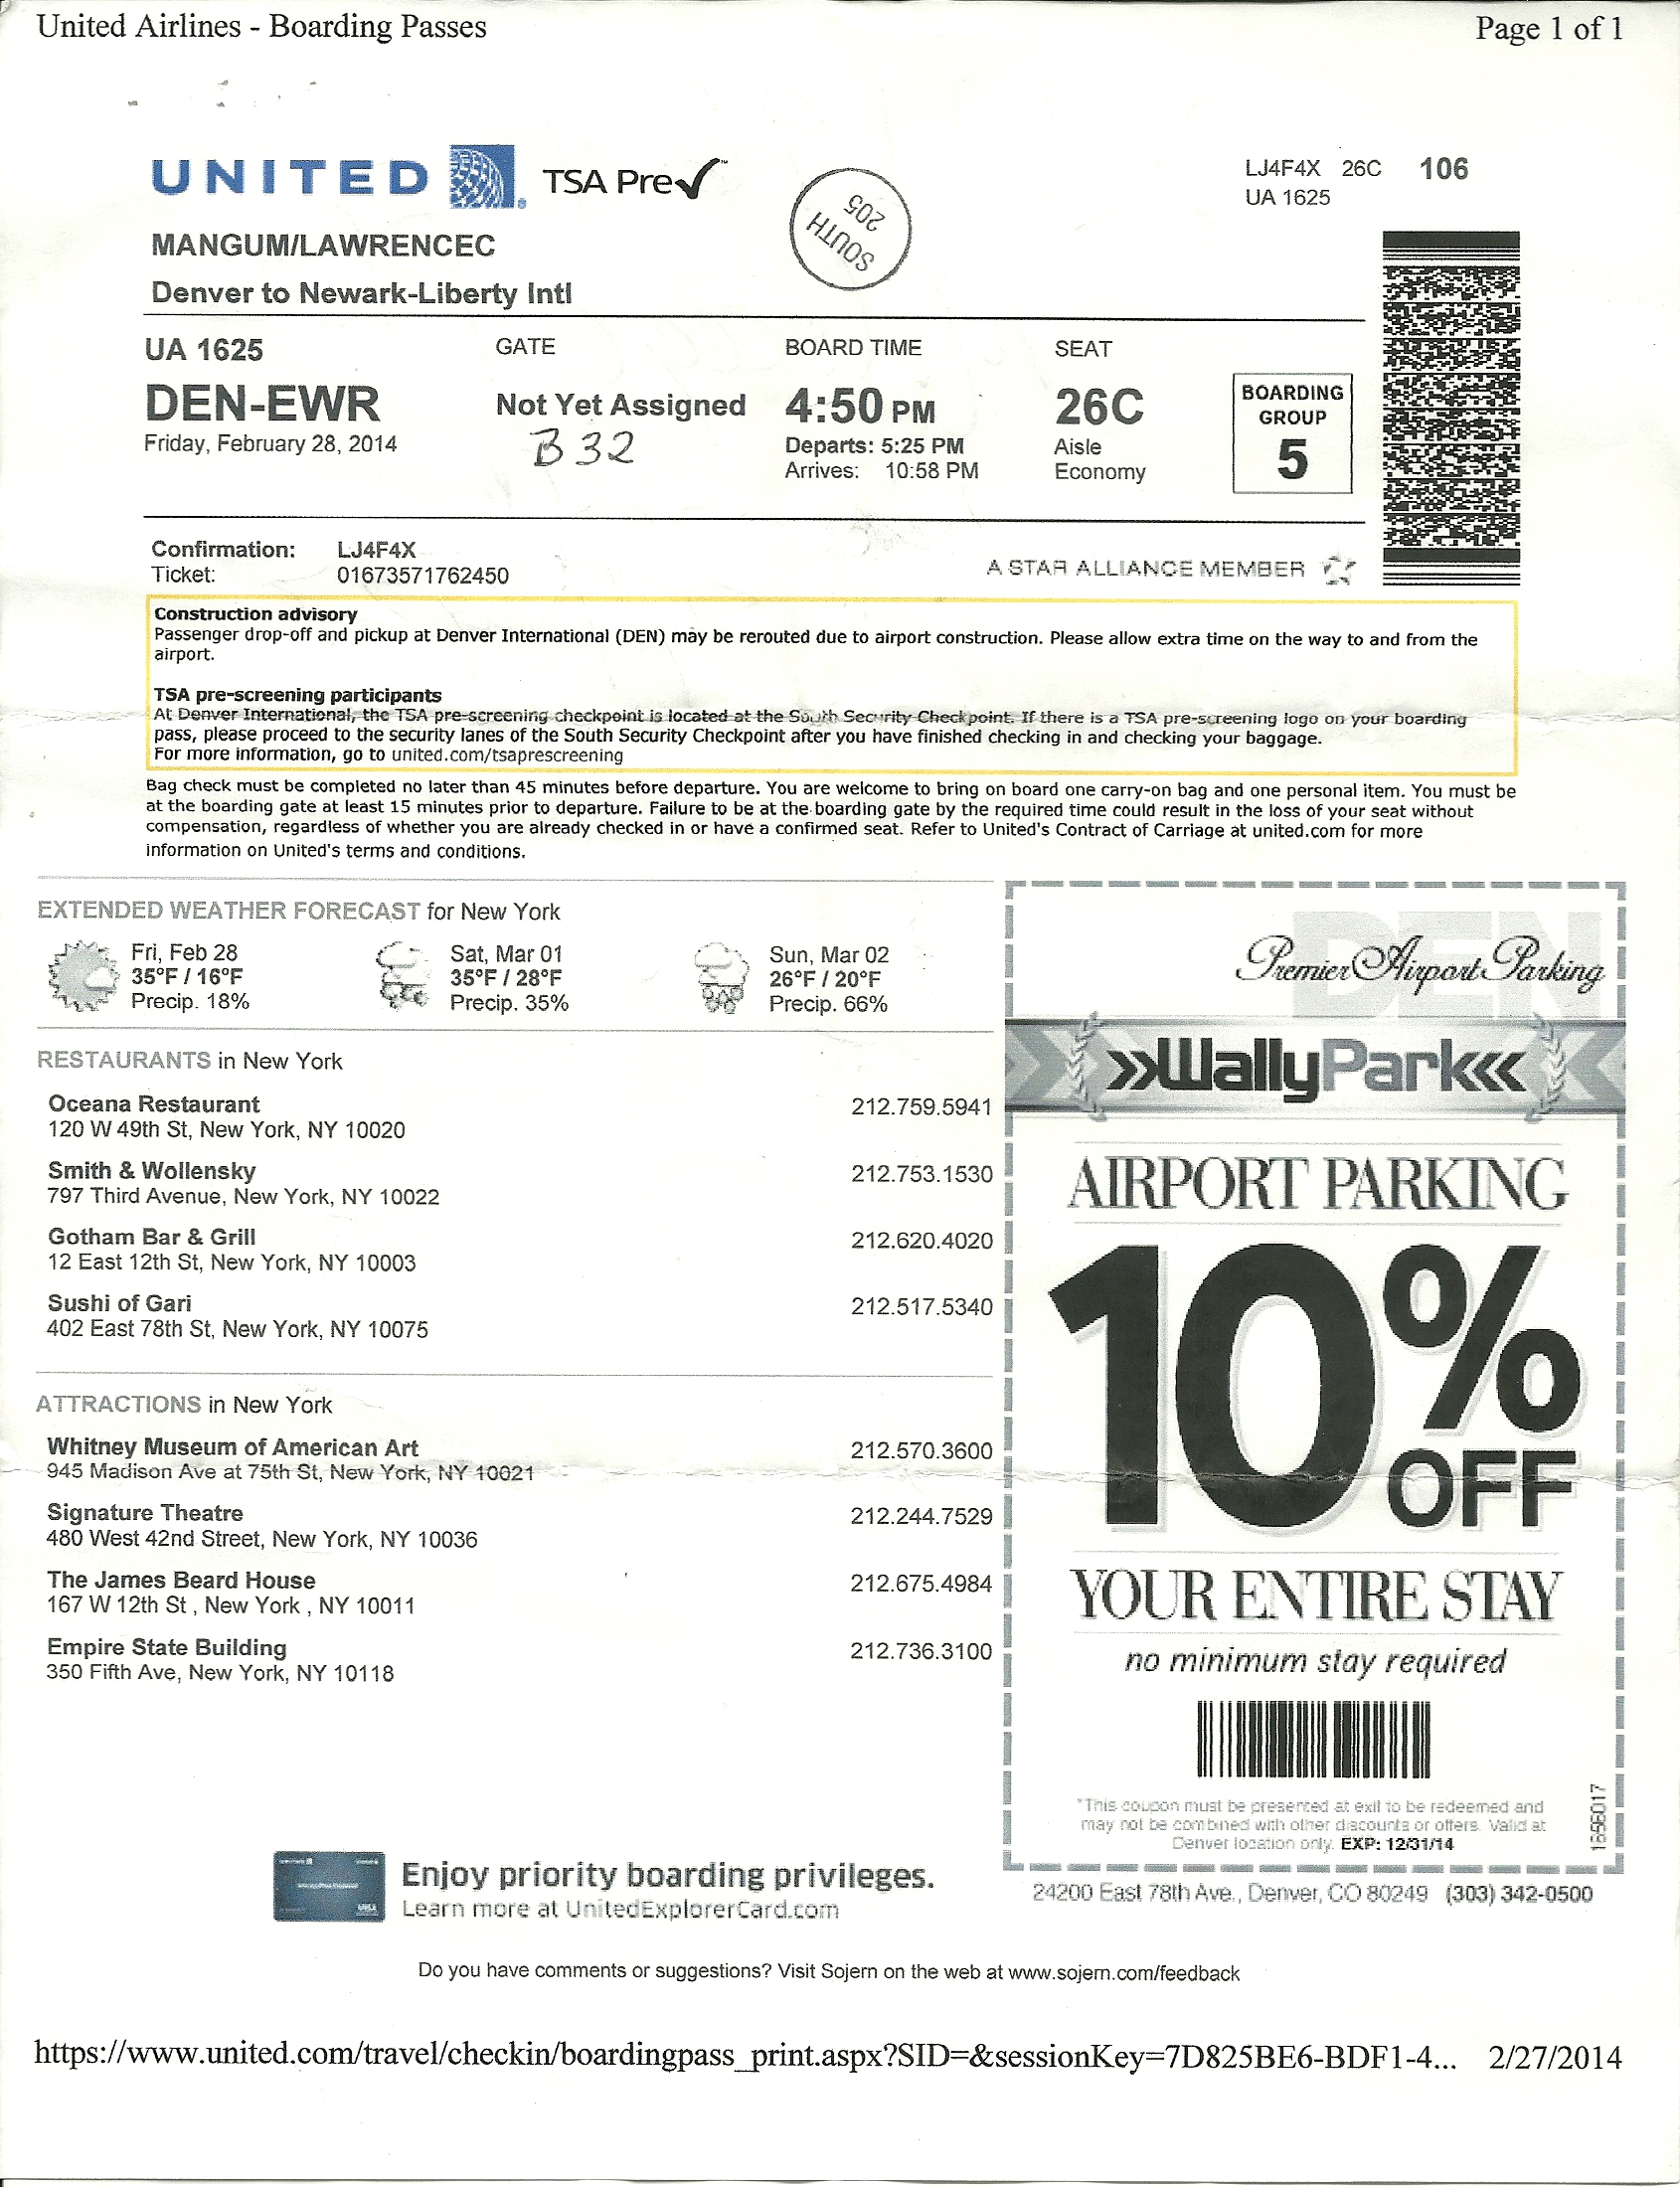 United Airlines - Boarding Passes
Page 1 of 1
UNITED
TSA Pre✓™
SOUTH
205
LJ4F4X 26C 106
UA 1625
MANGUM/LAWRENCEC
Denver to Newark-Liberty Intl
UA 1625
DEN-EWR
Friday, February 28, 2014
GATE
Not Yet Assigned
B32
BOARD TIME
4:50 PM
Departs: 5:25 PM
Arrives: 10:58 PM
SEAT
26C
Aisle
Economy
BOARDING
GROUP
5
Confirmation: LJ4F4X
Ticket: 01673571762450
A STAR ALLIANCE MEMBER
Construction advisory
Passenger drop-off and pickup at Denver International (DEN) may be rerouted due to airport construction. Please allow extra time on the way to and from the
airport.
TSA pre-screening participants
At Denver International, the TSA pre-screening checkpoint is located at the South Security Checkpoint. If there is a TSA pre-screening logo on your boarding
pass, please proceed to the security lanes of the South Security Checkpoint after you have finished checking in and checking your baggage.
For more information, go to united.com/tsaprescreening
Bag check must be completed no later than 45 minutes before departure. You are welcome to bring on board one carry-on bag and one personal item. You must be
at the boarding gate at least 15 minutes prior to departure. Failure to be at the boarding gate by the required time could result in the loss of your seat without
compensation, regardless of whether you are already checked in or have a confirmed seat. Refer to United's Contract of Carriage at united.com for more
information on United's terms and conditions.
EXTENDED WEATHER FORECAST for New York
Fri, Feb 28
35°F / 16°F
Precip. 18%
Sat, Mar 01
35°F / 28°F
Precip. 35%
Sun, Mar 02
26°F / 20°F
Precip. 66%
RESTAURANTS in New York
Oceana Restaurant 212.759.5941
120 W 49th St, New York, NY 10020
Smith & Wollensky 212.753.1530
797 Third Avenue, New York, NY 10022
Gotham Bar & Grill 212.620.4020
12 East 12th St, New York, NY 10003
Sushi of Gari 212.517.5340
402 East 78th St, New York, NY 10075
ATTRACTIONS in New York
Whitney Museum of American Art 212.570.3600
945 Madison Ave at 75th St, New York, NY 10021
Signature Theatre 212.244.7529
480 West 42nd Street, New York, NY 10036
The James Beard House 212.675.4984
167 W 12th St , New York , NY 10011
Empire State Building 212.736.3100
350 Fifth Ave, New York, NY 10118
DEN
Premier Airport Parking
»WallyPark«
AIRPORT PARKING
10%
OFF
YOUR ENTIRE STAY
no minimum stay required
*This coupon must be presented at exit to be redeemed and
may not be combined with other discounts or offers. Valid at
Denver location only. EXP: 12/31/14
24200 East 78th Ave., Denver, CO 80249 (303) 342-0500
Enjoy priority boarding privileges.
Learn more at UnitedExplorerCard.com
Do you have comments or suggestions? Visit Sojern on the web at www.sojern.com/feedback
https://www.united.com/travel/checkin/boardingpass_print.aspx?SID=&sessionKey=7D825BE6-BDF1-4... 2/27/2014